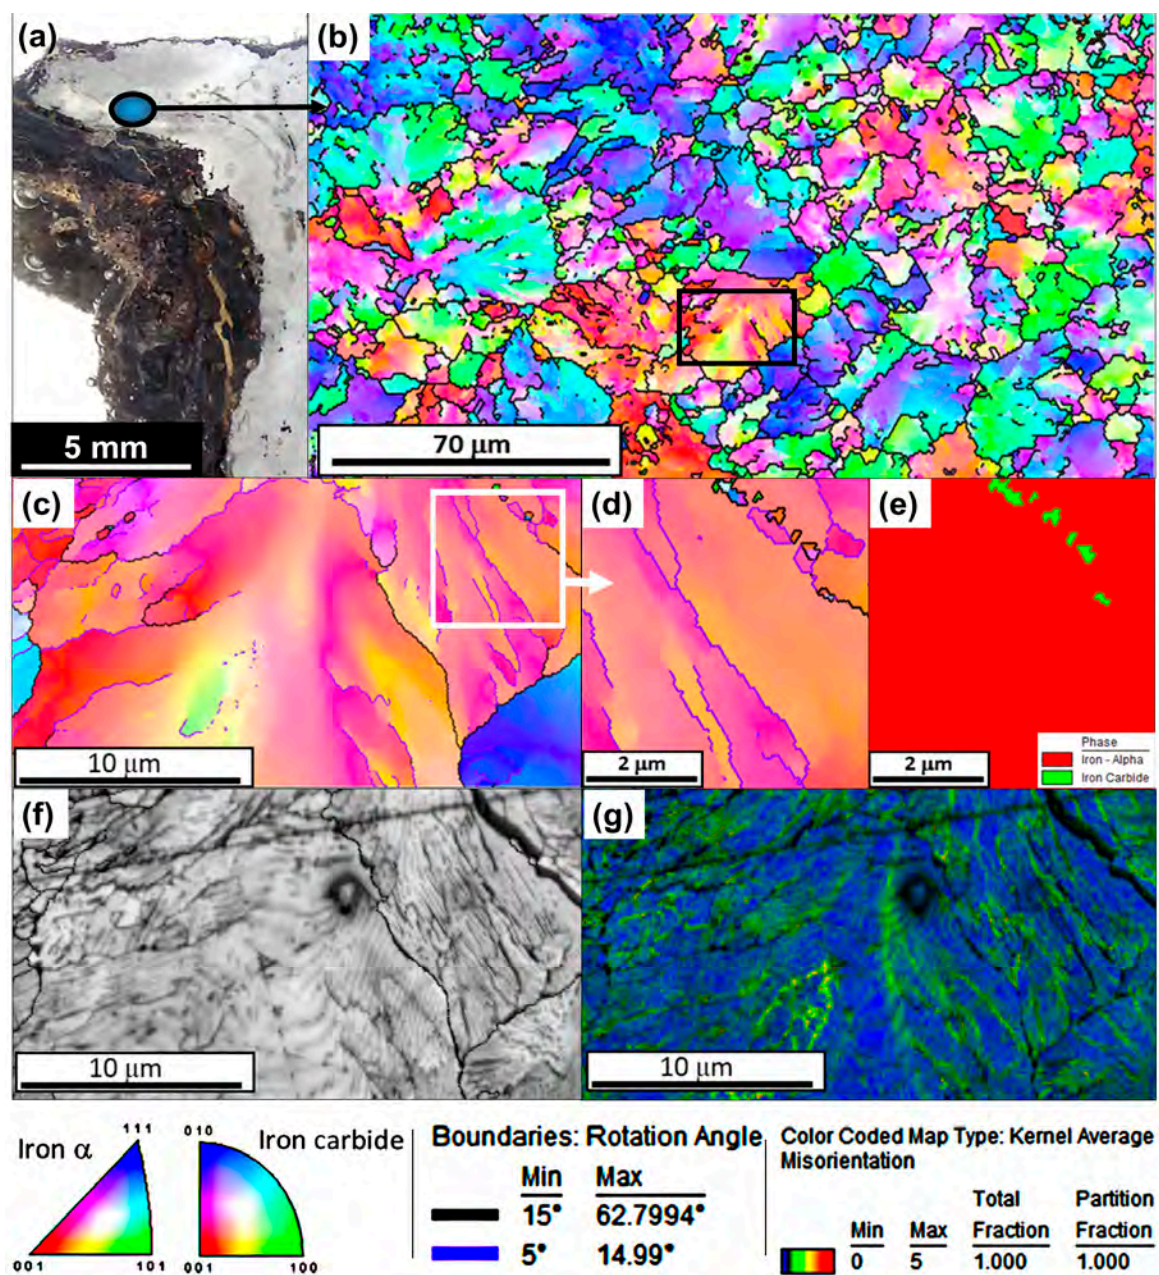 (a)
(b)
5 mm
70 µm
(c)
(d)
(e)
10 µm
2 µm
2 µm
Phase
Iron - Alpha
Iron Carbide
(f)
(g)
10 µm
10 µm
Iron α
111
001
101
Iron carbide
010
001
100
Boundaries: Rotation Angle
Min Max
15° 62.7994°
5° 14.99°
Color Coded Map Type: Kernel Average
Misorientation
Total Partition
Min Max Fraction Fraction
0 5 1.000 1.000